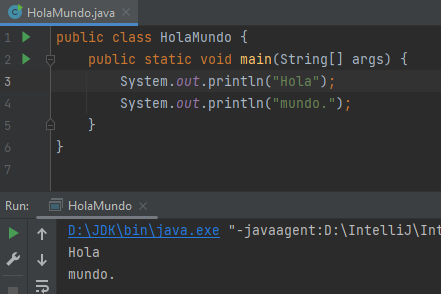 HolaMundo.java
1 public class HolaMundo {
2 public static void main(String[] args) {
3 System.out.println("Hola");
4 System.out.println("mundo.");
5 }
6 }
7
Run: HolaMundo
D:\JDK\bin\java.exe "-javaagent:D:\IntelliJ\Int
Hola
mundo.